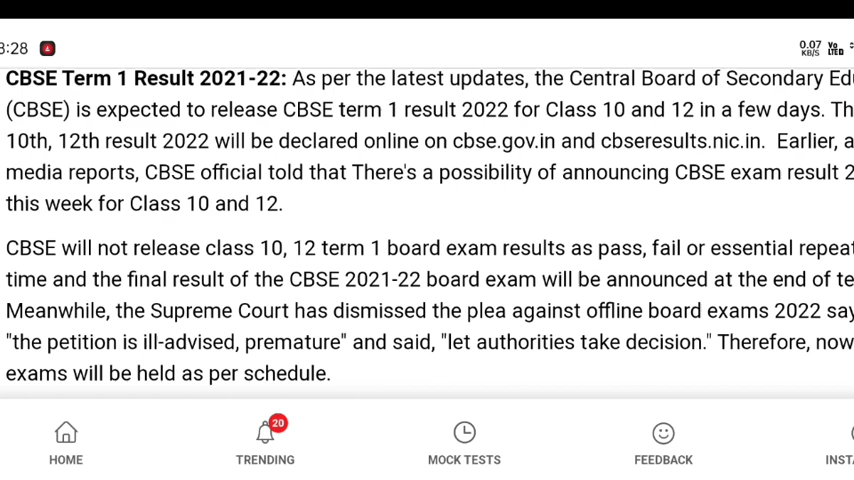 3:28
0.07
KB/S
Vo
LTED
CBSE Term 1 Result 2021-22: As per the latest updates, the Central Board of Secondary Edu
(CBSE) is expected to release CBSE term 1 result 2022 for Class 10 and 12 in a few days. Th
10th, 12th result 2022 will be declared online on cbse.gov.in and cbseresults.nic.in. Earlier, a
media reports, CBSE official told that There's a possibility of announcing CBSE exam result 2
this week for Class 10 and 12.
CBSE will not release class 10, 12 term 1 board exam results as pass, fail or essential repeat
time and the final result of the CBSE 2021-22 board exam will be announced at the end of te
Meanwhile, the Supreme Court has dismissed the plea against offline board exams 2022 say
"the petition is ill-advised, premature" and said, "let authorities take decision." Therefore, now
exams will be held as per schedule.
20
HOME TRENDING MOCK TESTS FEEDBACK INSTA